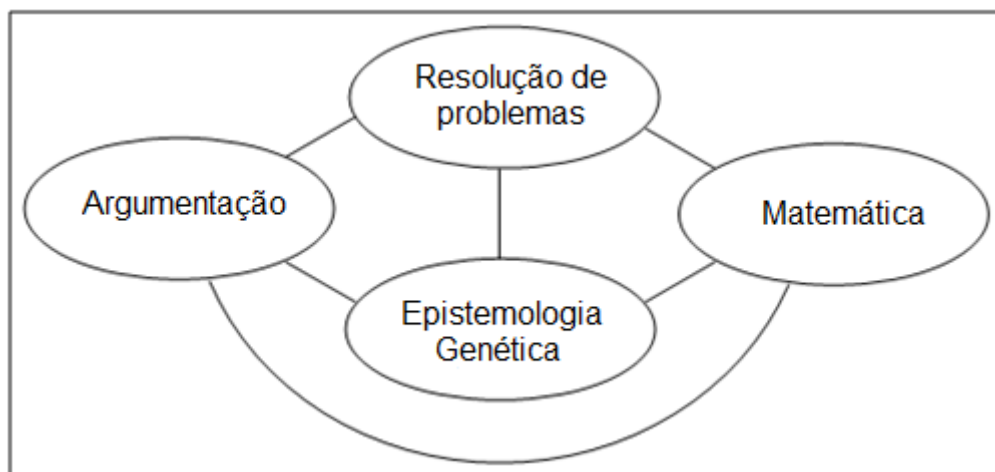 Resolução de
problemas
Argumentação
Matemática
Epistemologia
Genética